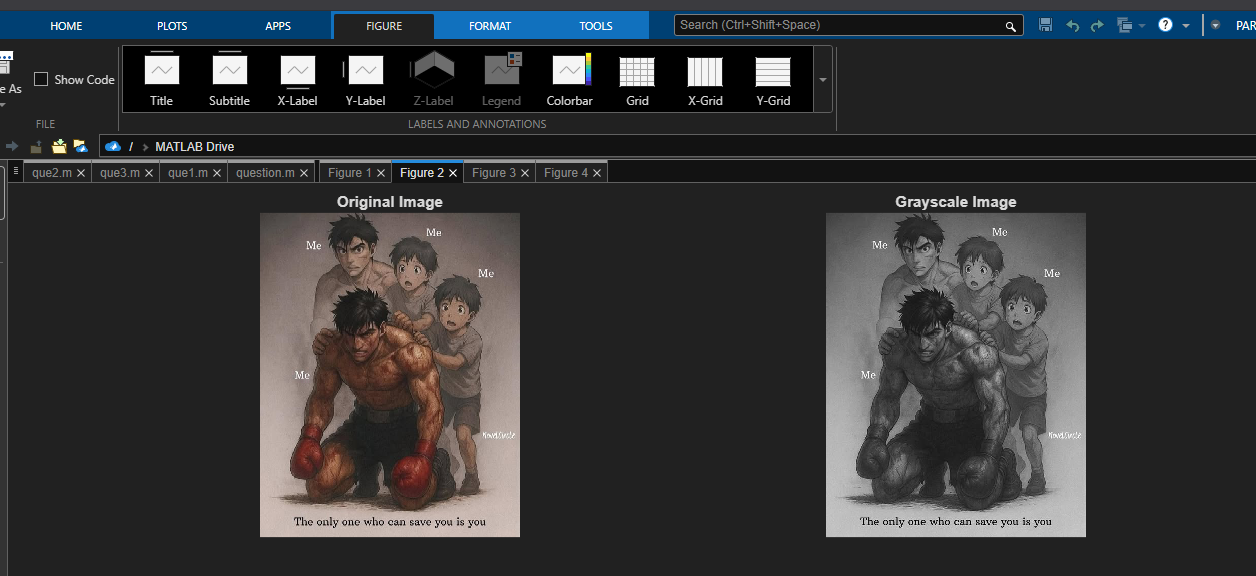 HOME PLOTS APPS FIGURE FORMAT TOOLS Search (Ctrl+Shift+Space) ? PAR
e As Show Code Title Subtitle X-Label Y-Label Z-Label Legend Colorbar Grid X-Grid Y-Grid
FILE LABELS AND ANNOTATIONS
/ MATLAB Drive
que2.m que3.m que1.m question.m Figure 1 Figure 2 Figure 3 Figure 4
Original Image
Me
Me
Me
Me
NovelCircle
The only one who can save you is you
Grayscale Image
Me
Me
Me
Me
NovelCircle
The only one who can save you is you